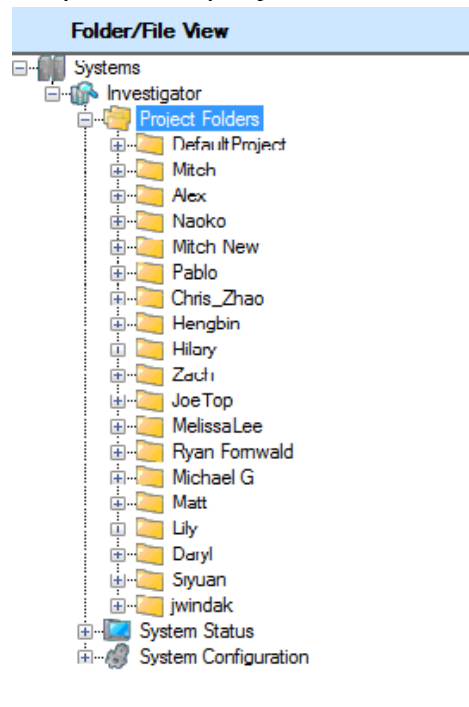 Folder/File View
Systems
Investigator
Project Folders
DefaultProject
Mitch
Alex
Naoko
Mitch New
Pablo
Chris_Zhao
Hengbin
Hilary
Zach
JoeTop
MelissaLee
Ryan Fornwald
Michael G
Matt
Lily
Daryl
Siyuan
jwindak
System Status
System Configuration